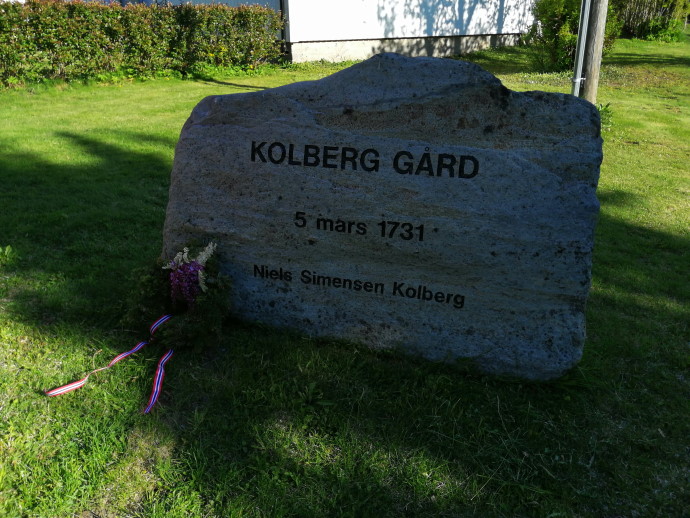 KOLBERG GÅRD
5 mars 1731
Niels Simensen Kolberg